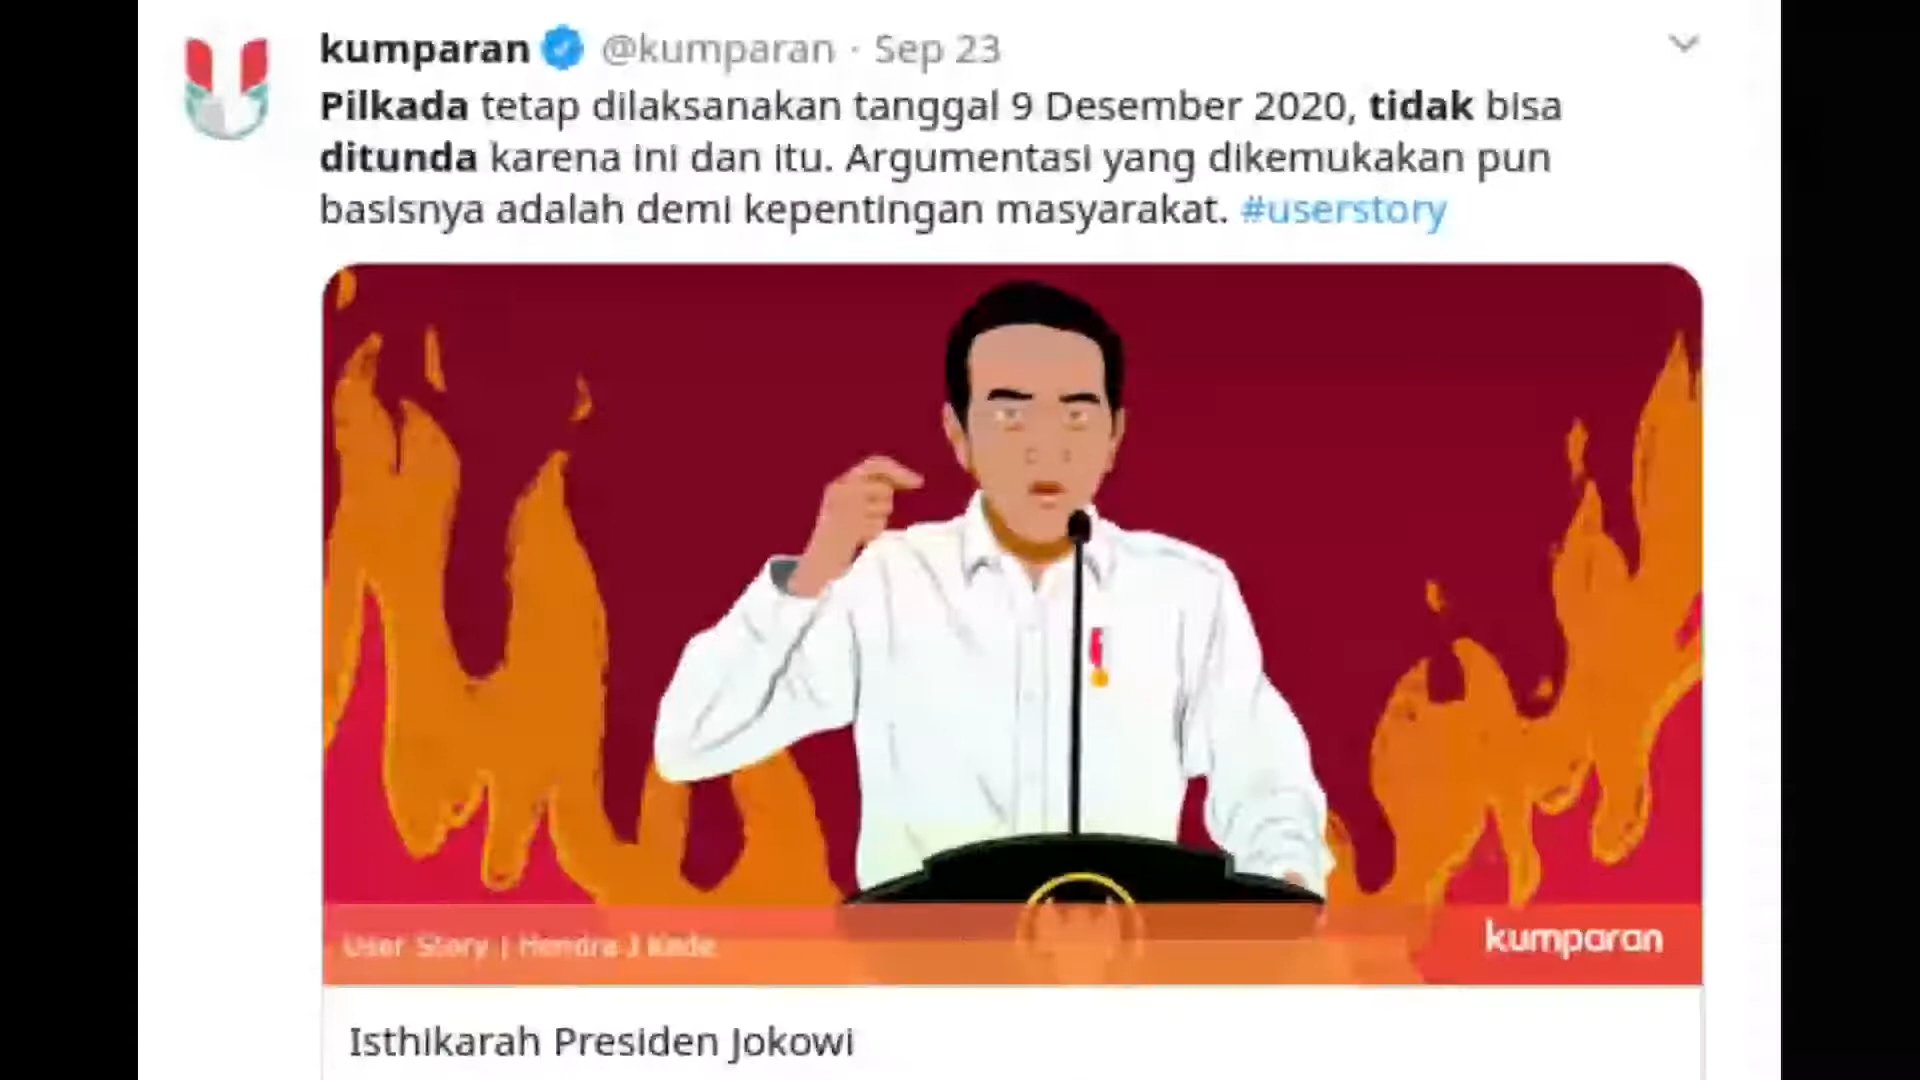 kumparan @kumparan · Sep 23
Pilkada tetap dilaksanakan tanggal 9 Desember 2020, tidak bisa
ditunda karena ini dan itu. Argumentasi yang dikemukakan pun
basisnya adalah demi kepentingan masyarakat. #userstory
User Story | Hendra J Kede
kumparan
Isthikarah Presiden Jokowi